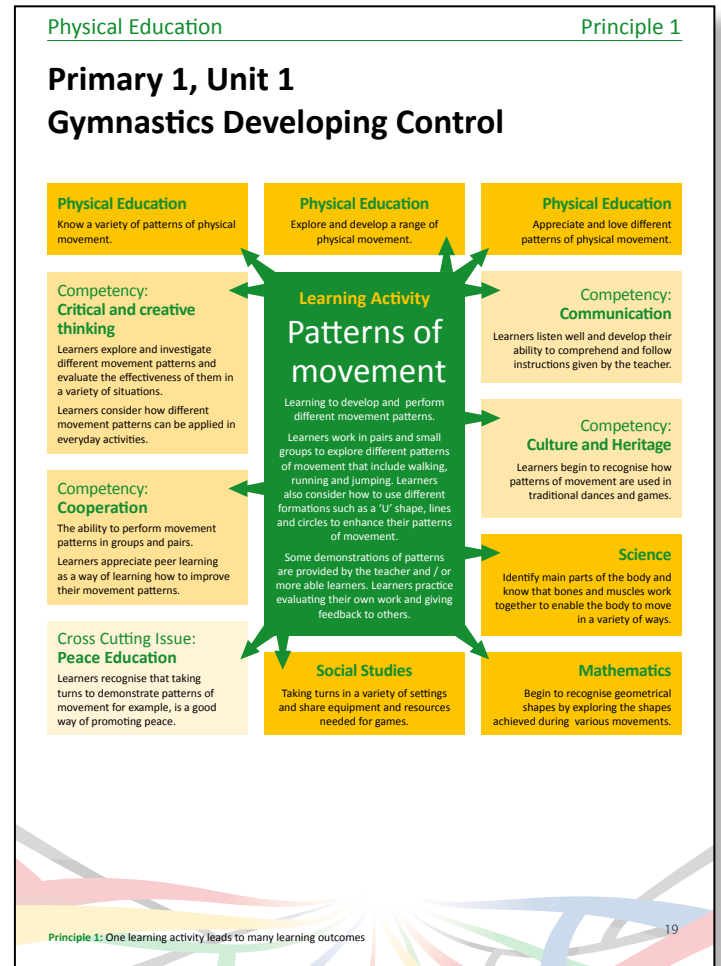 Physical Education
Principle 1
Primary 1, Unit 1
Gymnastics Developing Control
Physical Education
Know a variety of patterns of physical
movement.
Physical Education
Explore and develop a range of
physical movement.
Physical Education
Appreciate and love different
patterns of physical movement.
Competency:
Critical and creative
thinking
Learners explore and investigate
different movement patterns and
evaluate the effectiveness of them in
a variety of situations.
Learners consider how different
movement patterns can be applied in
everyday activities.
Competency:
Cooperation
The ability to perform movement
patterns in groups and pairs.
Learners appreciate peer learning
as a way of learning how to improve
their movement patterns.
Cross Cutting Issue:
Peace Education
Learners recognise that taking
turns to demonstrate patterns of
movement for example, is a good
way of promoting peace.
Learning Activity
Patterns of
movement
Learning to develop and perform
different movement patterns.
Learners work in pairs and small
groups to explore different patterns
of movement that include walking,
running and jumping. Learners
also consider how to use different
formations such as a ‘U’ shape, lines
and circles to enhance their patterns
of movement.
Some demonstrations of patterns
are provided by the teacher and / or
more able learners. Learners practice
evaluating their own work and giving
feedback to others.
Social Studies
Taking turns in a variety of settings
and share equipment and resources
needed for games.
Competency:
Communication
Learners listen well and develop their
ability to comprehend and follow
instructions given by the teacher.
Competency:
Culture and Heritage
Learners begin to recognise how
patterns of movement are used in
traditional dances and games.
Science
Identify main parts of the body and
know that bones and muscles work
together to enable the body to move
in a variety of ways.
Mathematics
Begin to recognise geometrical
shapes by exploring the shapes
achieved during various movements.
Principle 1: One learning activity leads to many learning outcomes
19